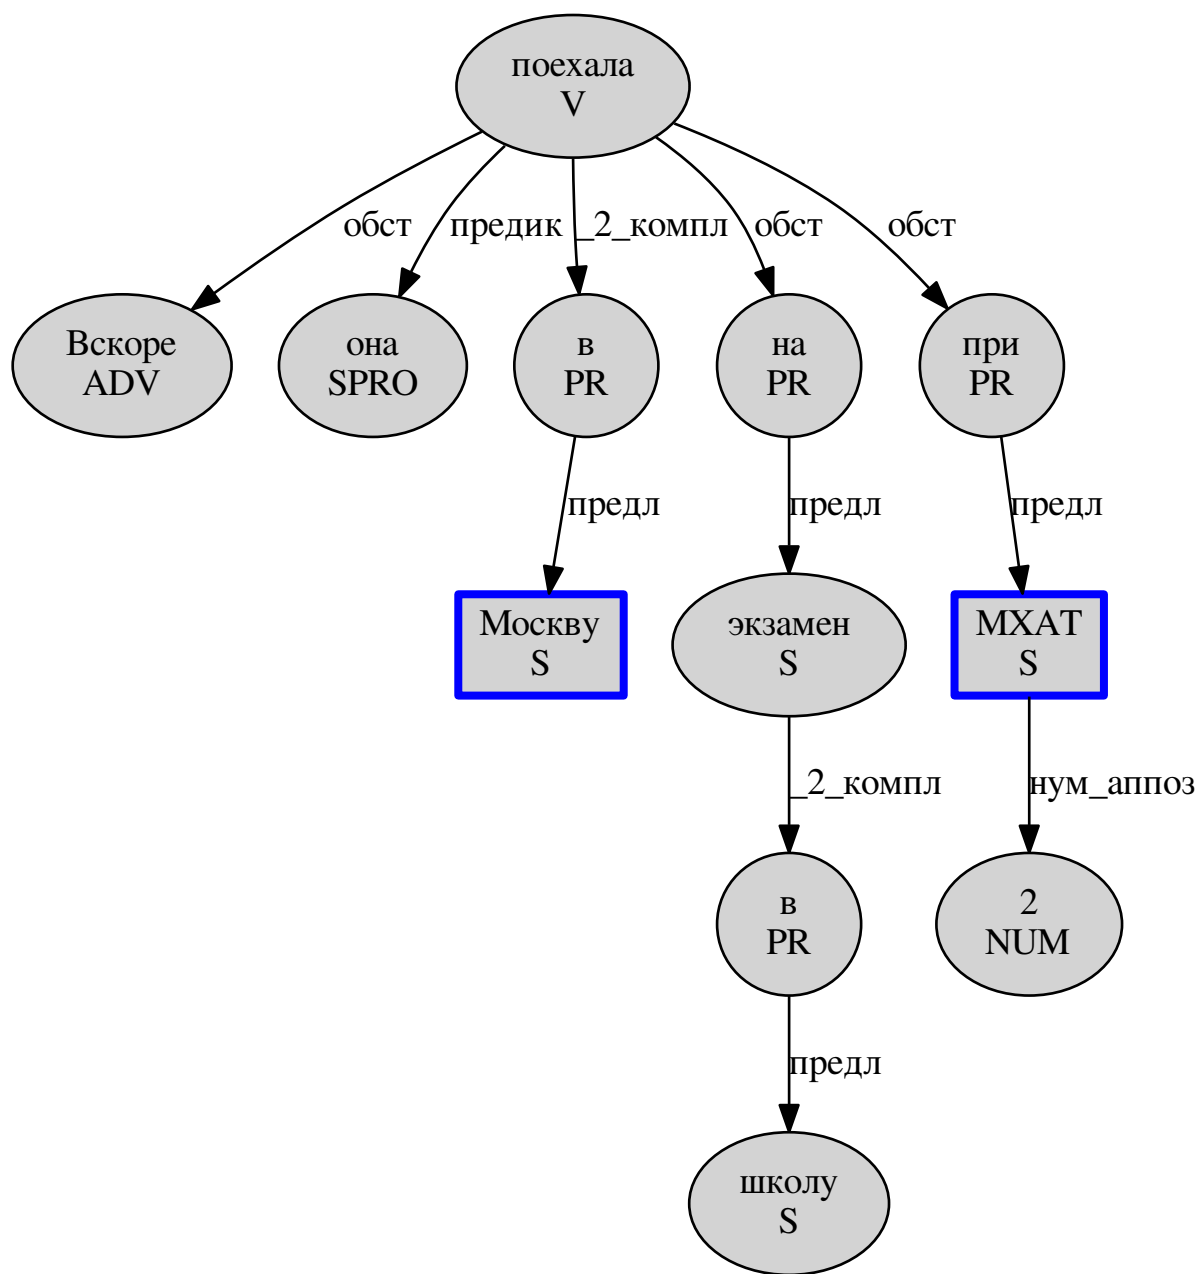 поехала
V
обст
предик
_2_компл
обст
обст
Вскоре
ADV
она
SPRO
в
PR
на
PR
при
PR
предл
предл
предл
Москву
S
экзамен
S
МХАТ
S
_2_компл
нум_аппоз
в
PR
2
NUM
предл
школу
S